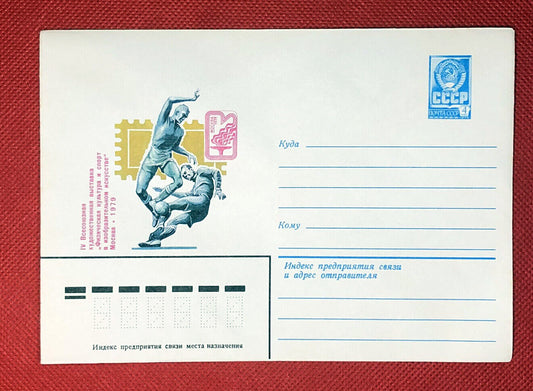 СССР
ПОЧТА СССР 4
IV Всесоюзная
художественная выставка
„Физическая культура и спорт
в изобразительном искусстве"
Москва • 1979
Куда
Кому
Индекс предприятия связи
и адрес отправителя
Индекс предприятия связи места назначения